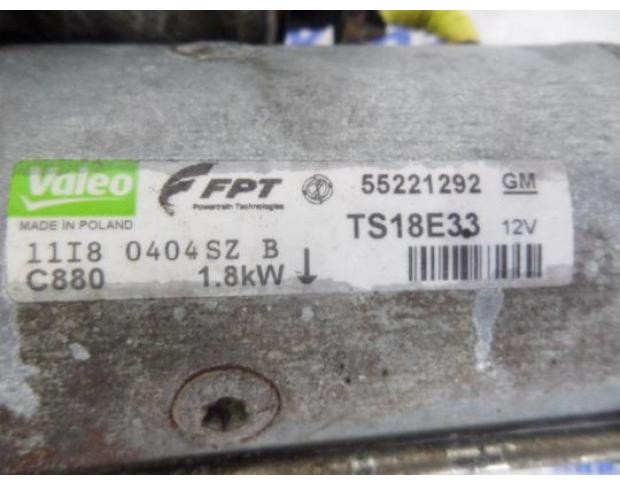 Valeo FPT 55221292 GM
Powertrain Technologies
MADE IN POLAND TS18E33 12V
11I8 0404SZ B
C880 1.8kW